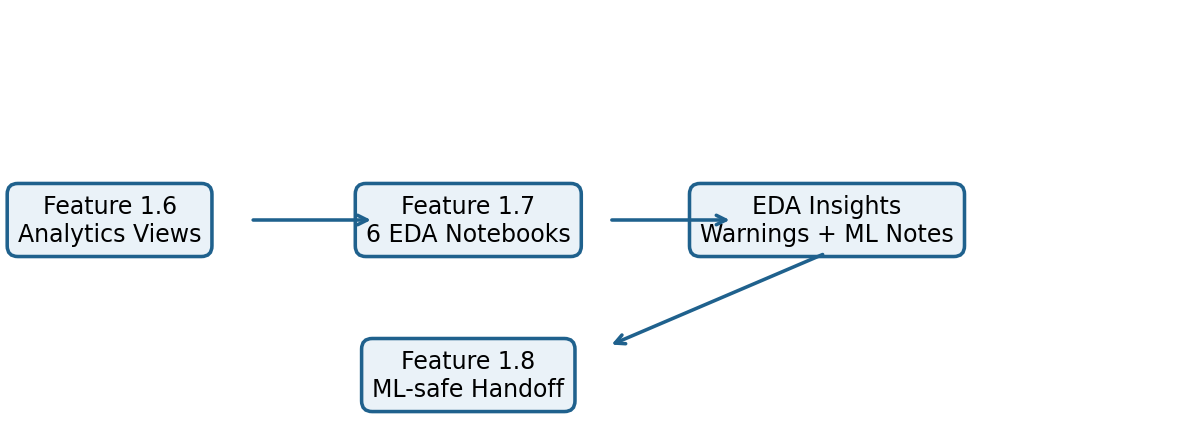 Feature 1.6
Analytics Views
Feature 1.7
6 EDA Notebooks
EDA Insights
Warnings + ML Notes
Feature 1.8
ML-safe Handoff